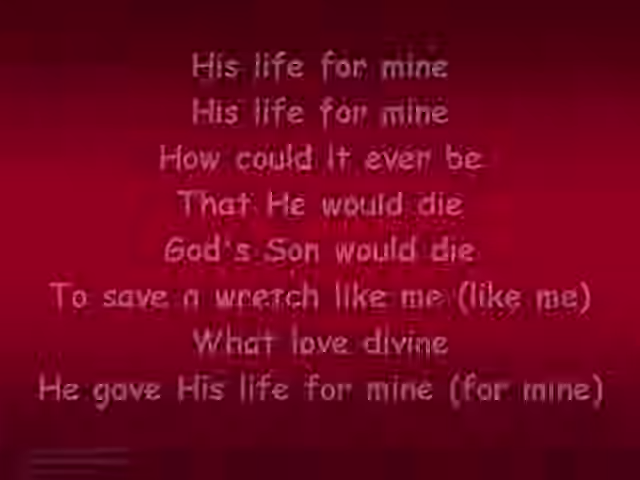 His life for mine
His life for mine
How could it ever be
That He would die
God's Son would die
To save a wretch like me (like me)
What love divine
He gave His life for mine (for mine)